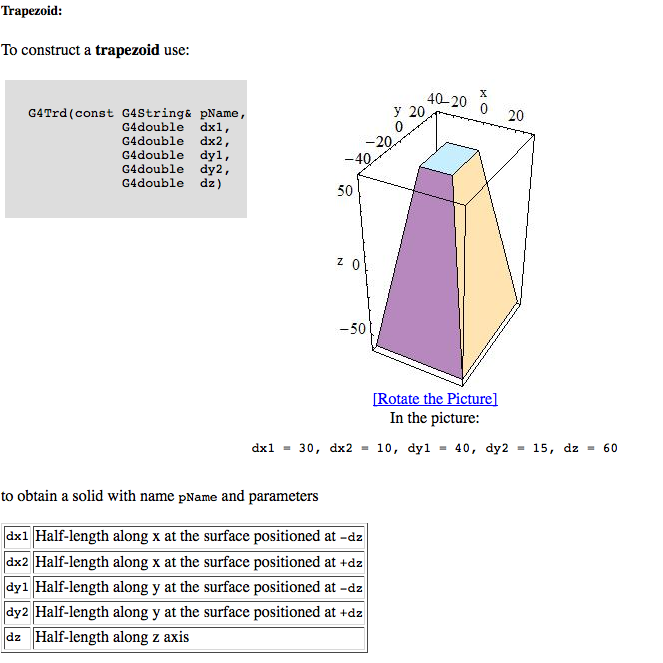 Trapezoid:
To construct a trapezoid use:
G4Trd(const G4String& pName,
G4double dx1,
G4double dx2,
G4double dy1,
G4double dy2,
G4double dz)
x
40 -20 0 20
y 20
0
-20
-40
50
z 0
-50
[Rotate the Picture]
In the picture:
dx1 = 30, dx2 = 10, dy1 = 40, dy2 = 15, dz = 60
to obtain a solid with name pName and parameters
dx1 Half-length along x at the surface positioned at -dz
dx2 Half-length along x at the surface positioned at +dz
dy1 Half-length along y at the surface positioned at -dz
dy2 Half-length along y at the surface positioned at +dz
dz Half-length along z axis